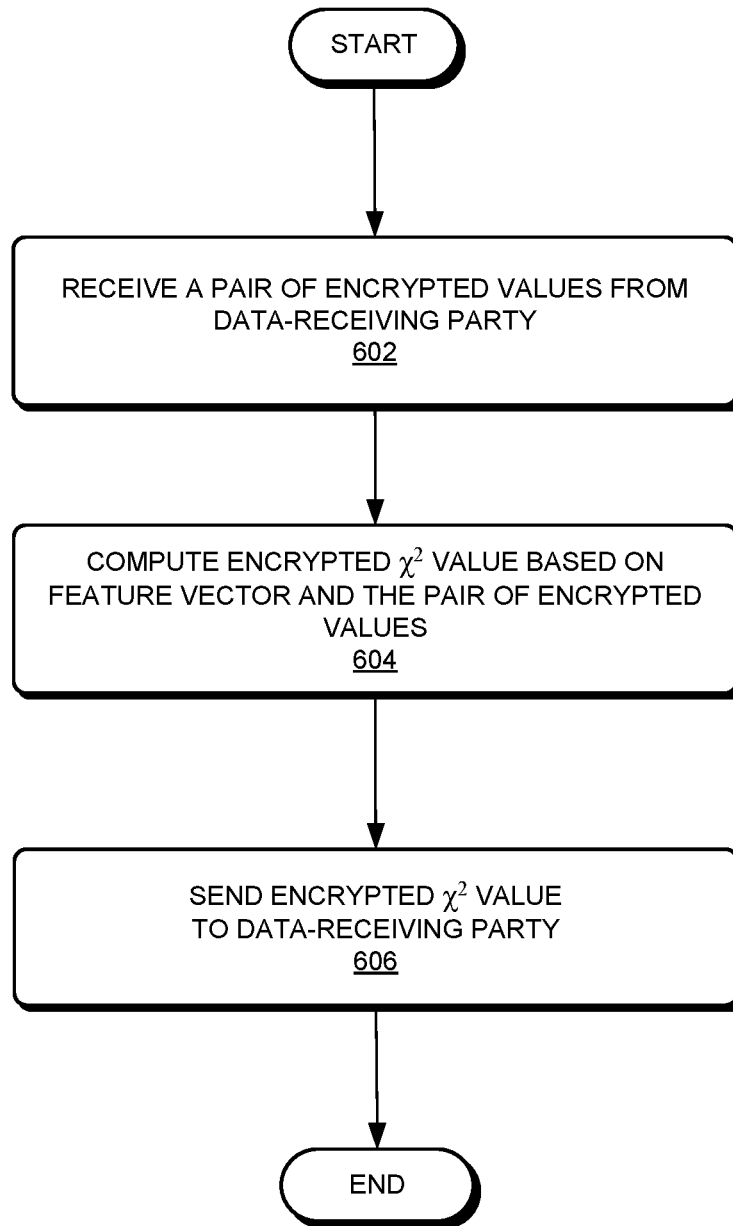 START
RECEIVE A PAIR OF ENCRYPTED VALUES FROM
DATA-RECEIVING PARTY
602
COMPUTE ENCRYPTED χ² VALUE BASED ON
FEATURE VECTOR AND THE PAIR OF ENCRYPTED
VALUES
604
SEND ENCRYPTED χ² VALUE
TO DATA-RECEIVING PARTY
606
END